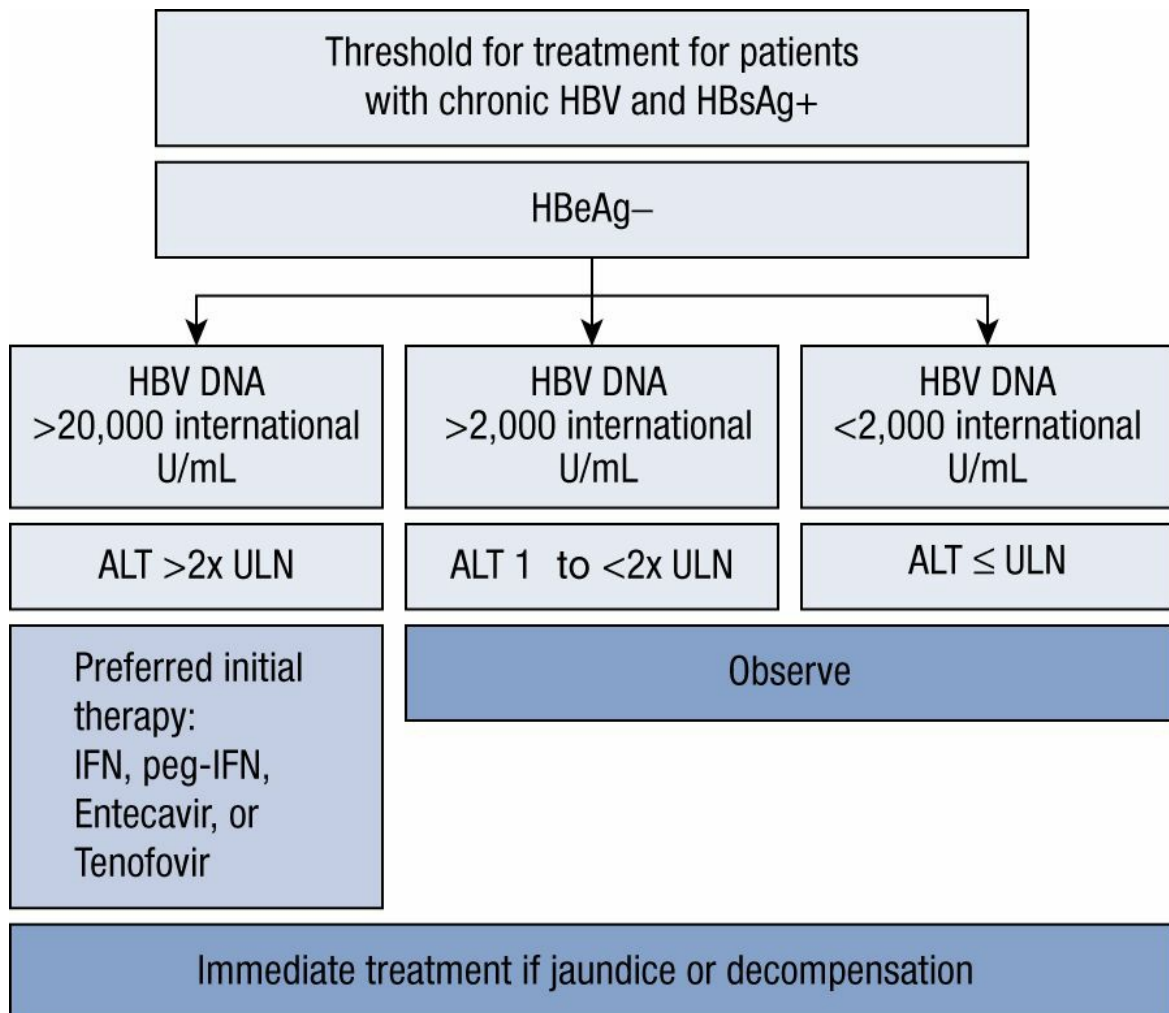 Threshold for treatment for patients
with chronic HBV and HBsAg+
HBeAg–
HBV DNA
>20,000 international
U/mL
HBV DNA
>2,000 international
U/mL
HBV DNA
<2,000 international
U/mL
ALT >2x ULN
ALT 1 to <2x ULN
ALT ≤ ULN
Preferred initial
therapy:
IFN, peg-IFN,
Entecavir, or
Tenofovir
Observe
Immediate treatment if jaundice or decompensation